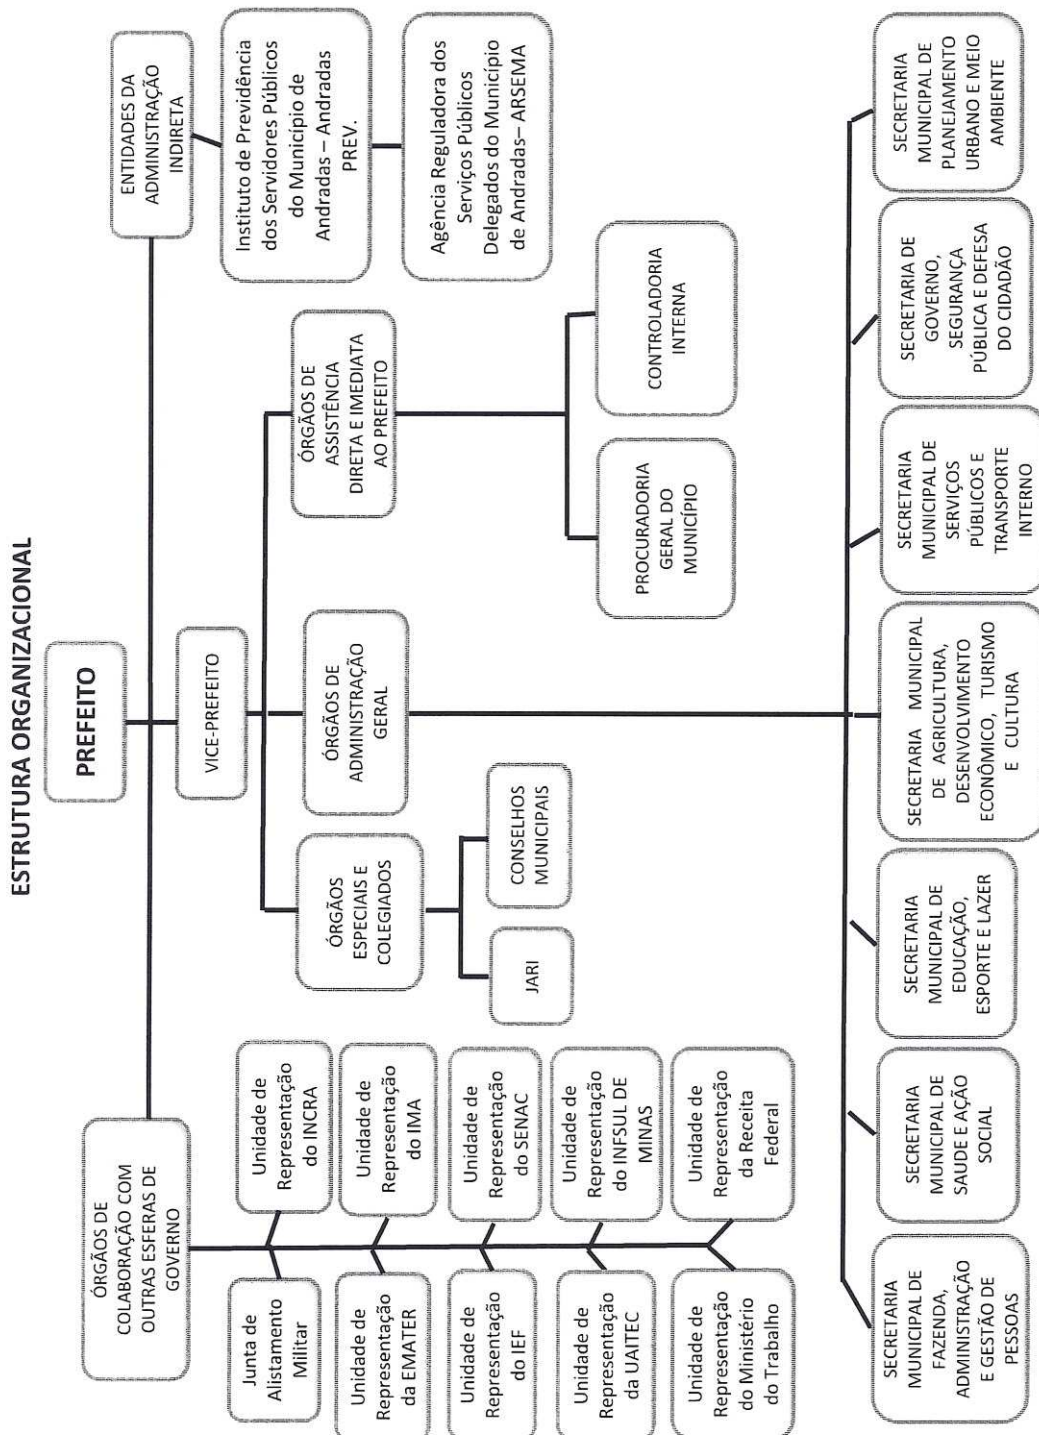 ESTRUTURA ORGANIZACIONAL
PREFEITO
ÓRGÃOS DE
COLABORAÇÃO COM
OUTRAS ESFERAS DE
GOVERNO
VICE-PREFEITO
ENTIDADES DA
ADMINISTRAÇÃO
INDIRETA
Junta de
Alistamento
Militar
Unidade de
Representação
do INCRA
Unidade de
Representação
da EMATER
Unidade de
Representação
do IMA
Unidade de
Representação
do IEF
Unidade de
Representação
do SENAC
Unidade de
Representação
da UAITEC
Unidade de
Representação
do INFSUL DE
MINAS
Unidade de
Representação
do Ministério
do Trabalho
Unidade de
Representação
da Receita
Federal
ÓRGÃOS
ESPECIAIS E
COLEGIADOS
JARI
CONSELHOS
MUNICIPAIS
ÓRGÃOS DE
ADMINISTRAÇÃO
GERAL
ÓRGÃOS DE
ASSISTÊNCIA
DIRETA E IMEDIATA
AO PREFEITO
PROCURADORIA
GERAL DO
MUNICÍPIO
CONTROLADORIA
INTERNA
Instituto de Previdência
dos Servidores Públicos
do Município de
Andradas – Andradas
PREV.
Agência Reguladora dos
Serviços Públicos
Delegados do Município
de Andradas– ARSEMA
SECRETARIA
MUNICIPAL DE
FAZENDA,
ADMINISTRAÇÃO
E GESTÃO DE
PESSOAS
SECRETARIA
MUNICIPAL DE
SAUDE E AÇÃO
SOCIAL
SECRETARIA
MUNICIPAL DE
EDUCAÇÃO,
ESPORTE E LAZER
SECRETARIA MUNICIPAL
DE AGRICULTURA,
DESENVOLVIMENTO
ECONÔMICO, TURISMO
E CULTURA
SECRETARIA
MUNICIPAL DE
SERVIÇOS
PÚBLICOS E
TRANSPORTE
INTERNO
SECRETARIA DE
GOVERNO,
SEGURANÇA
PÚBLICA E DEFESA
DO CIDADÃO
SECRETARIA
MUNICIPAL DE
PLANEJAMENTO
URBANO E MEIO
AMBIENTE